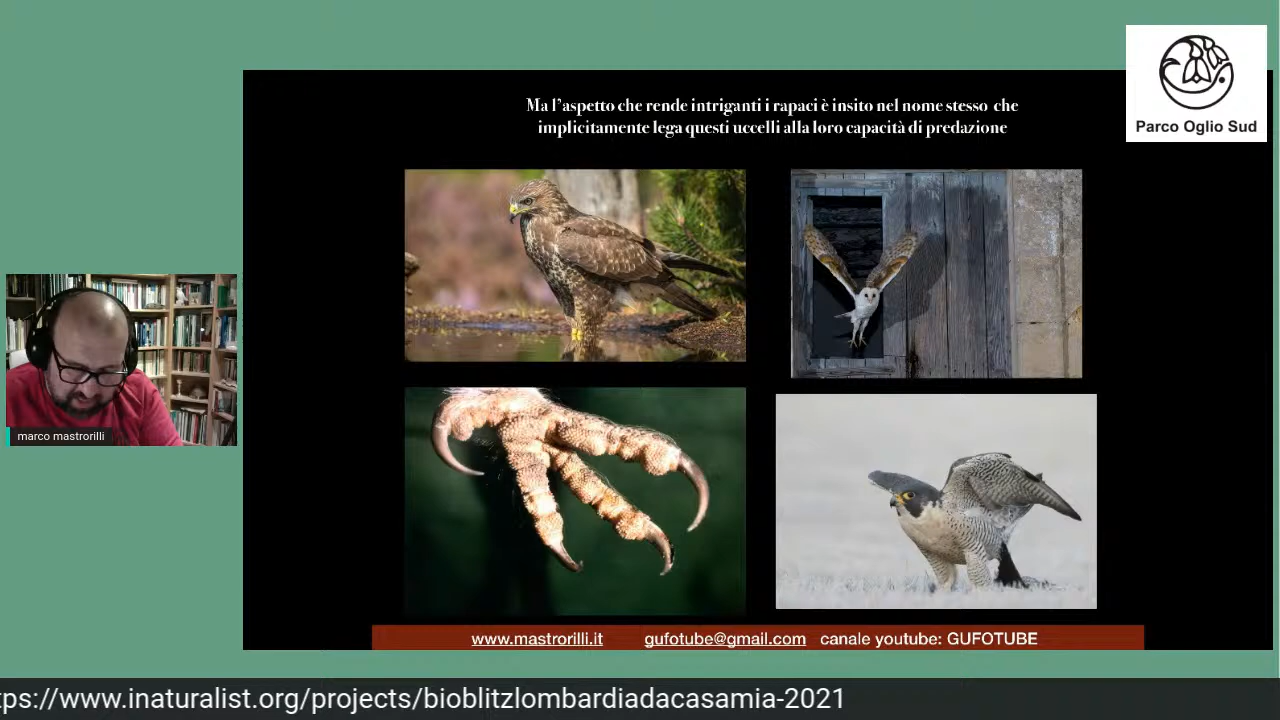 Parco Oglio Sud
Ma l'aspetto che rende intriganti i rapaci è insito nel nome stesso che
implicitamente lega questi uccelli alla loro capacità di predazione
marco mastrorilli
www.mastrorilli.it gufotube@gmail.com canale youtube: GUFOTUBE
tps://www.inaturalist.org/projects/bioblitzlombardiadacasamia-2021